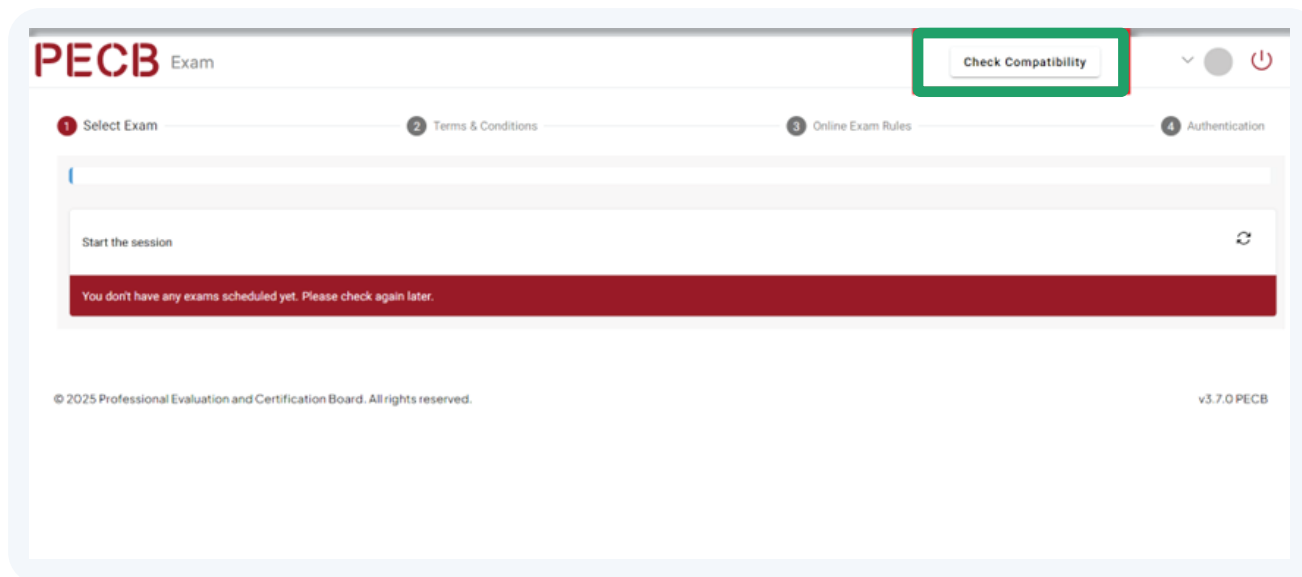 PECB Exam
Check Compatibility
1 Select Exam
2 Terms & Conditions
3 Online Exam Rules
4 Authentication
Start the session
You don't have any exams scheduled yet. Please check again later.
© 2025 Professional Evaluation and Certification Board. All rights reserved.
v3.7.0 PECB